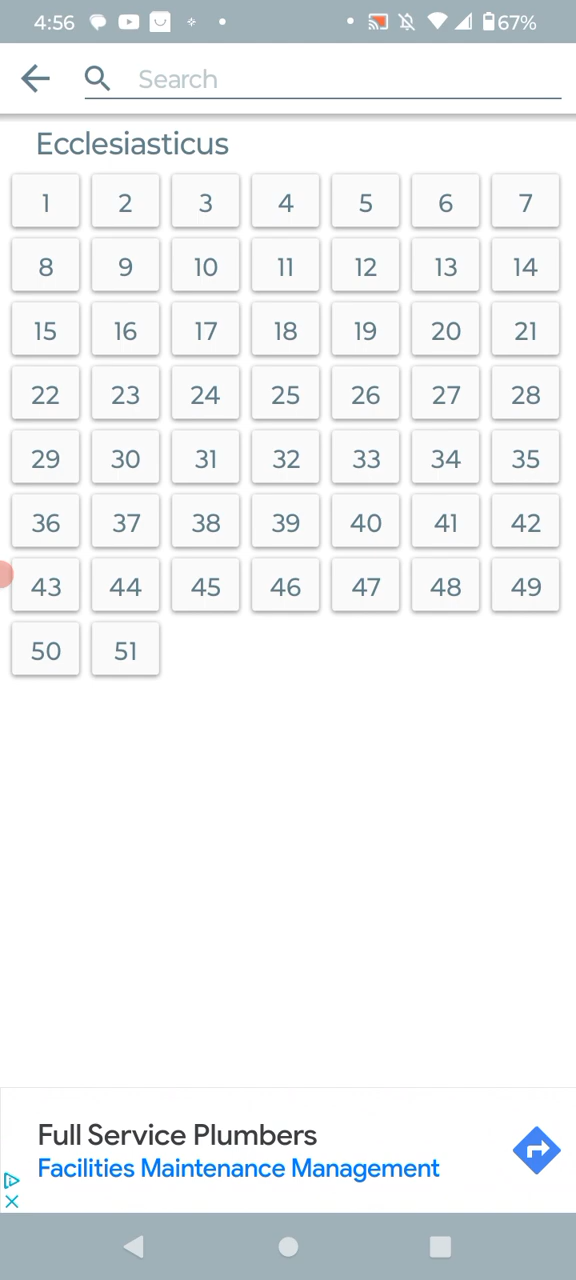 4:56 67%
Search
Ecclesiasticus
1 2 3 4 5 6 7
8 9 10 11 12 13 14
15 16 17 18 19 20 21
22 23 24 25 26 27 28
29 30 31 32 33 34 35
36 37 38 39 40 41 42
43 44 45 46 47 48 49
50 51
Full Service Plumbers
Facilities Maintenance Management